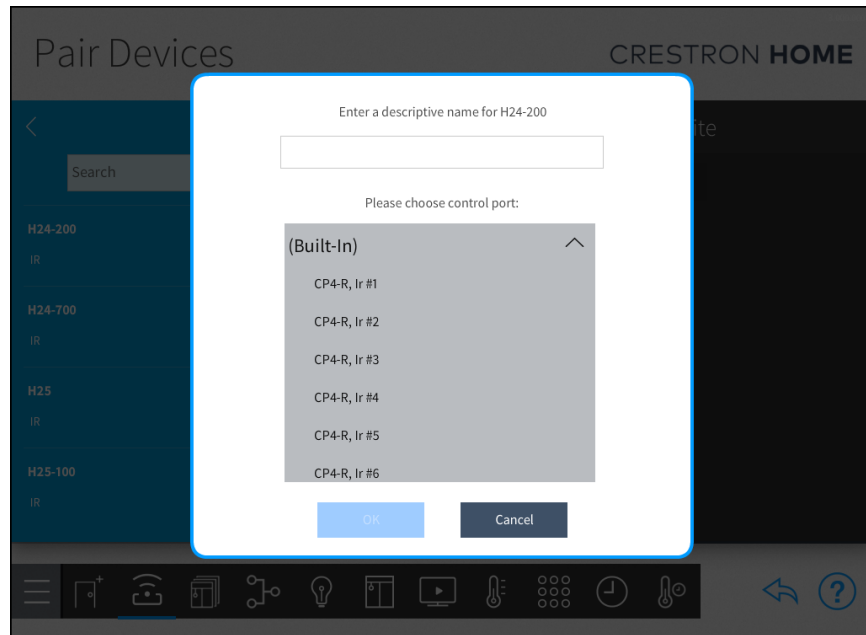 Pair Devices
CRESTRON HOME
Enter a descriptive name for H24-200
Search
Please choose control port:
H24-200
IR
(Built-In)
CP4-R, Ir #1
H24-700
CP4-R, Ir #2
IR
CP4-R, Ir #3
H25
CP4-R, Ir #4
IR
CP4-R, Ir #5
H25-100
CP4-R, Ir #6
IR
OK
Cancel
?